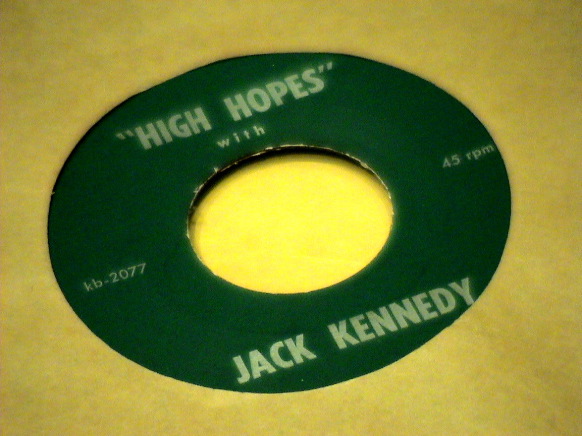 "HIGH HOPES"
with
45 rpm
kb-2077
JACK KENNEDY